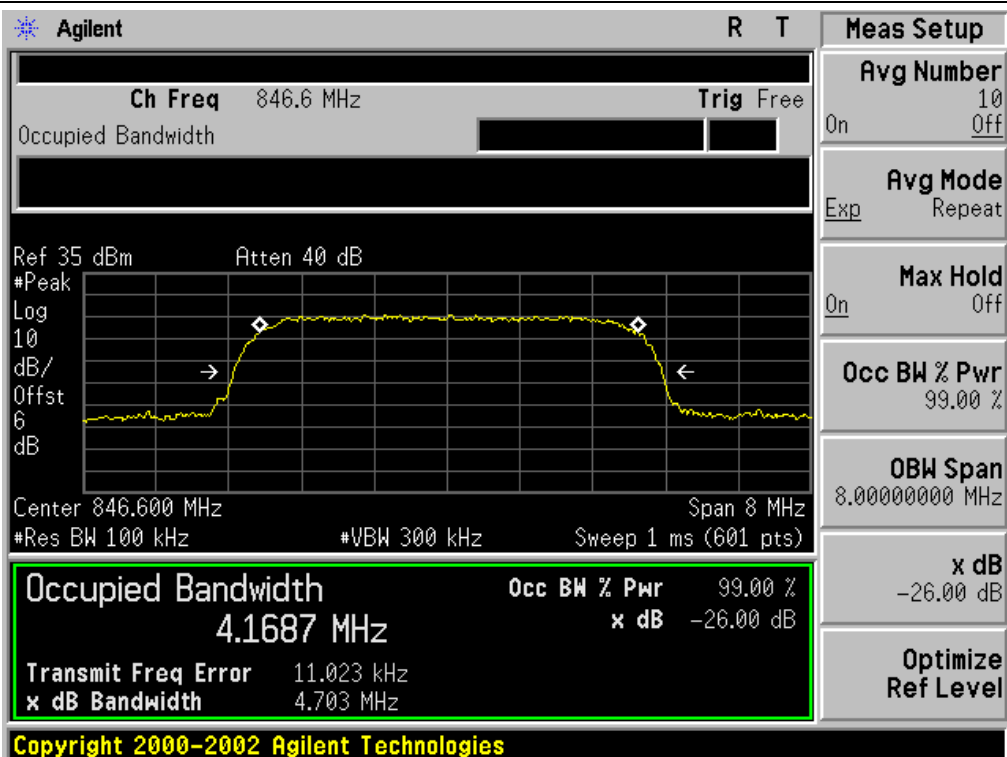 Agilent R T
Ch Freq 846.6 MHz Trig Free
Occupied Bandwidth
Ref 35 dBm Atten 40 dB
#Peak
Log
10
dB/
Offst
6
dB
Center 846.600 MHz Span 8 MHz
#Res BW 100 kHz #VBW 300 kHz Sweep 1 ms (601 pts)
Occupied Bandwidth Occ BW % Pwr 99.00 %
4.1687 MHz x dB -26.00 dB
Transmit Freq Error 11.023 kHz
x dB Bandwidth 4.703 MHz
Copyright 2000-2002 Agilent Technologies
Meas Setup
Avg Number
10
On Off
Avg Mode
Exp Repeat
Max Hold
On Off
Occ BW % Pwr
99.00 %
OBW Span
8.00000000 MHz
x dB
-26.00 dB
Optimize
Ref Level